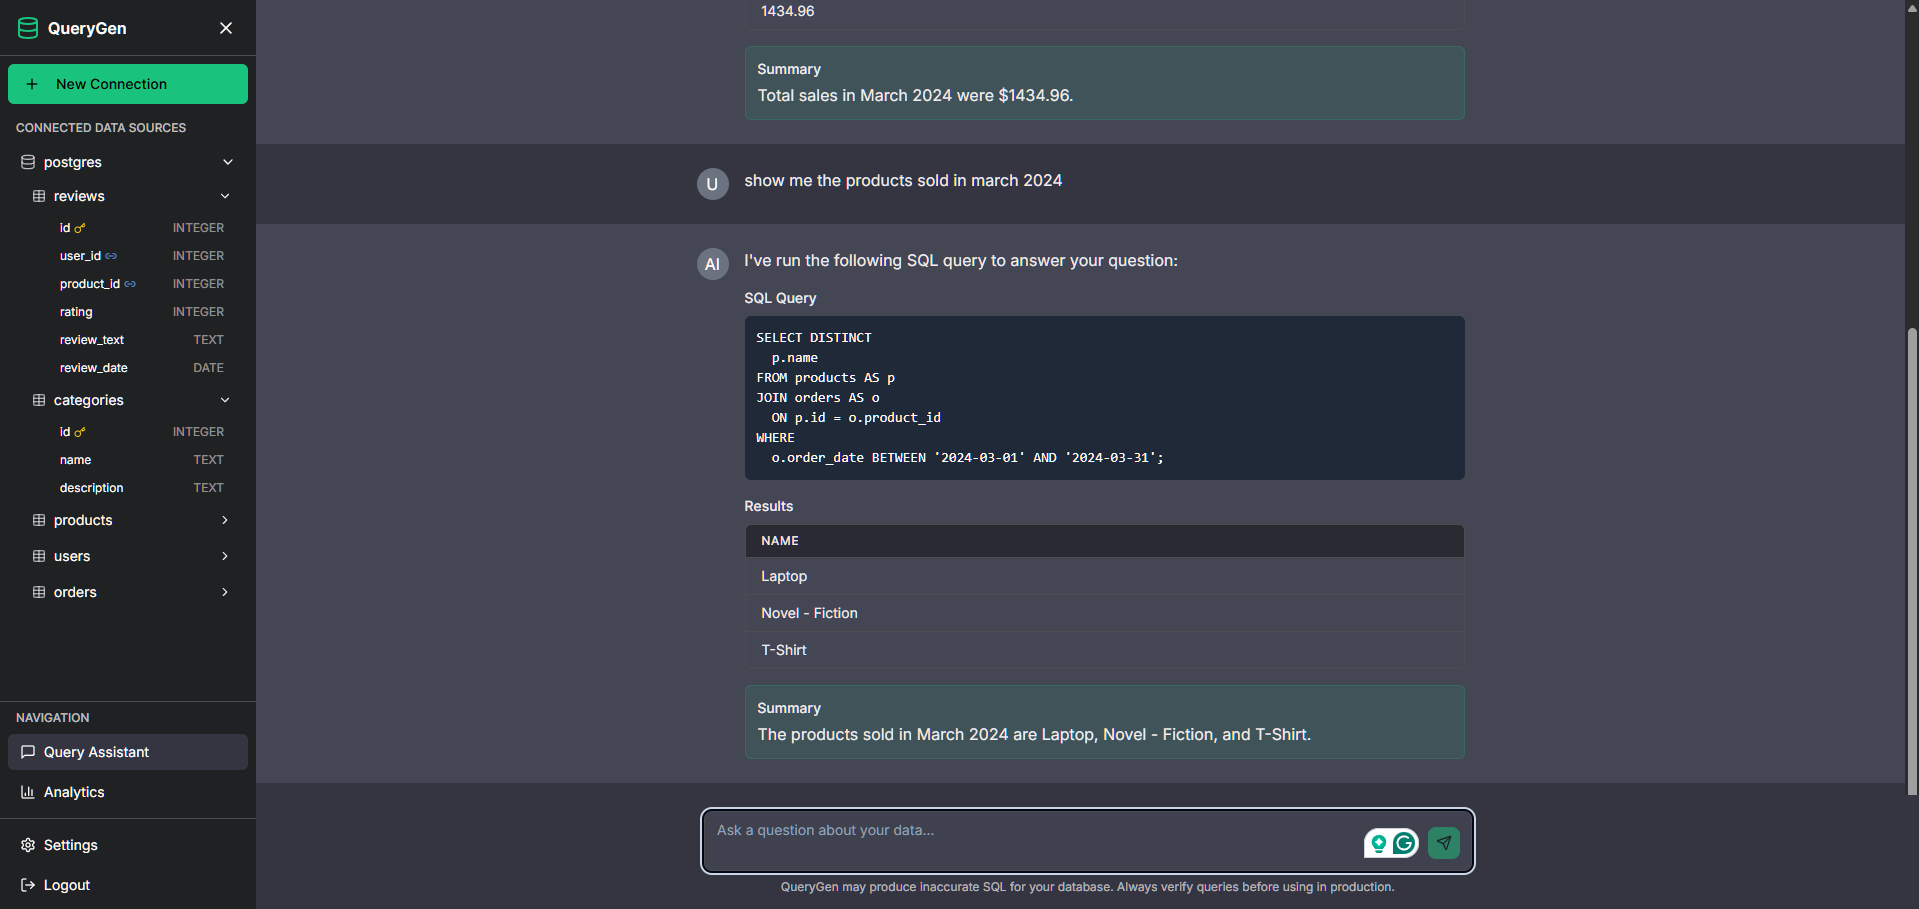 QueryGen
New Connection
CONNECTED DATA SOURCES
postgres
reviews
id INTEGER
user_id INTEGER
product_id INTEGER
rating INTEGER
review_text TEXT
review_date DATE
categories
id INTEGER
name TEXT
description TEXT
products
users
orders
NAVIGATION
Query Assistant
Analytics
Settings
Logout
1434.96
Summary
Total sales in March 2024 were $1434.96.
U
show me the products sold in march 2024
AI
I've run the following SQL query to answer your question:
SQL Query
SELECT DISTINCT
  p.name
FROM products AS p
JOIN orders AS o
  ON p.id = o.product_id
WHERE
  o.order_date BETWEEN '2024-03-01' AND '2024-03-31';
Results
NAME
Laptop
Novel - Fiction
T-Shirt
Summary
The products sold in March 2024 are Laptop, Novel - Fiction, and T-Shirt.
Ask a question about your data...
QueryGen may produce inaccurate SQL for your database. Always verify queries before using in production.